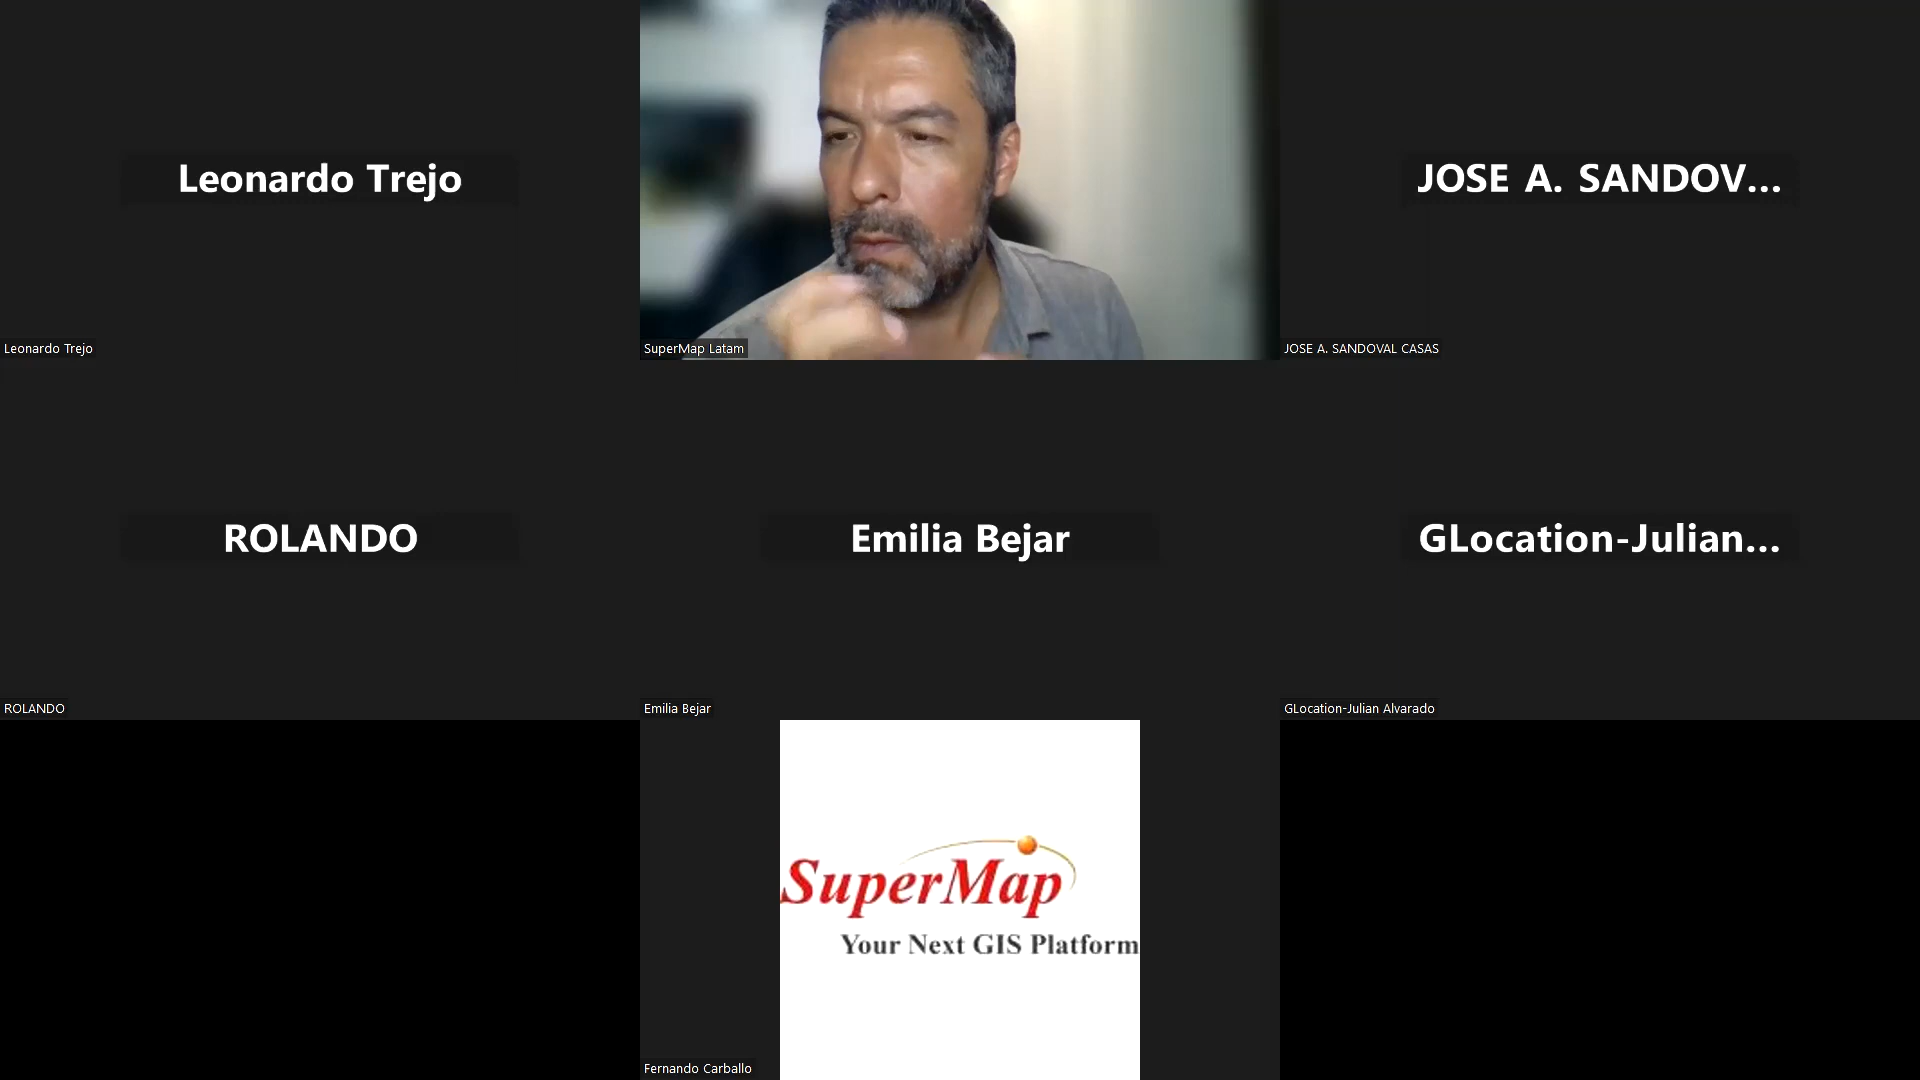 Leonardo Trejo
Leonardo Trejo
SuperMap Latam
JOSE A. SANDOV...
JOSE A. SANDOVAL CASAS
ROLANDO
ROLANDO
Emilia Bejar
Emilia Bejar
GLocation-Julian...
GLocation-Julian Alvarado
SuperMap
Your Next GIS Platform
Fernando Carballo